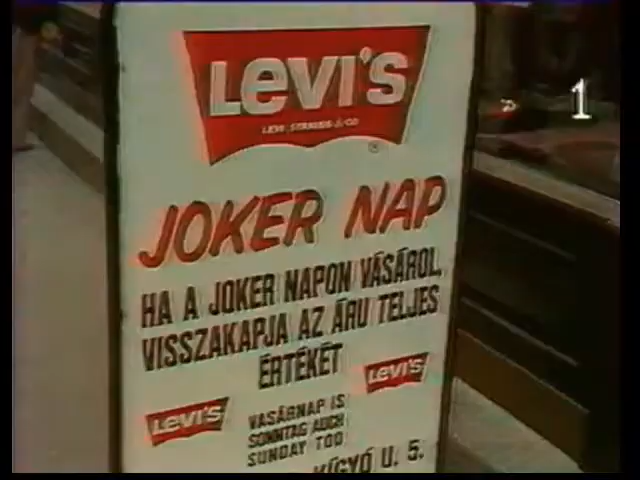 1
Levi's
LEVI STRAUSS & CO
®
JOKER NAP
HA A JOKER NAPON VÁSÁROL,
VISSZAKAPJA AZ ÁRU TELJES
ÉRTÉKÉT
Levi's
Levi's
VASÁRNAP IS
SONNTAG AUCH
SUNDAY TOO
KÍGYÓ U. 5.